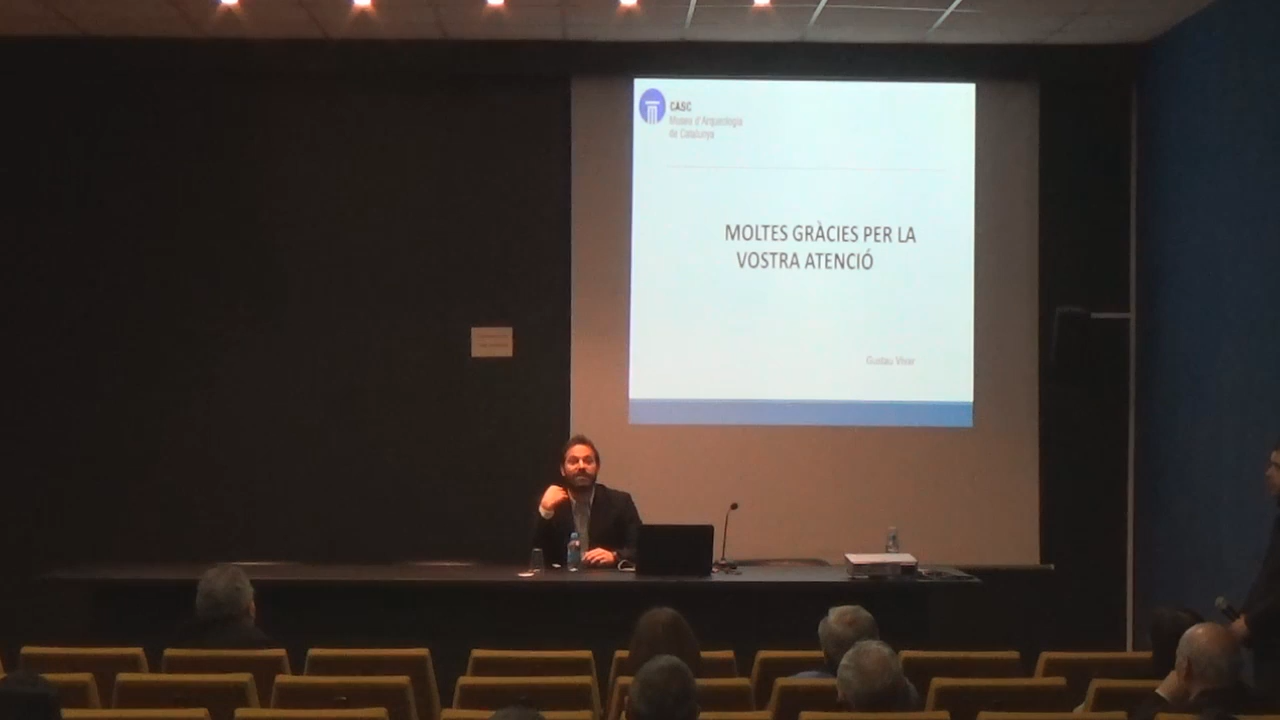 CASC
Museu d'Arqueologia
de Catalunya
MOLTES GRÀCIES PER LA
VOSTRA ATENCIÓ
Gustau Vivar